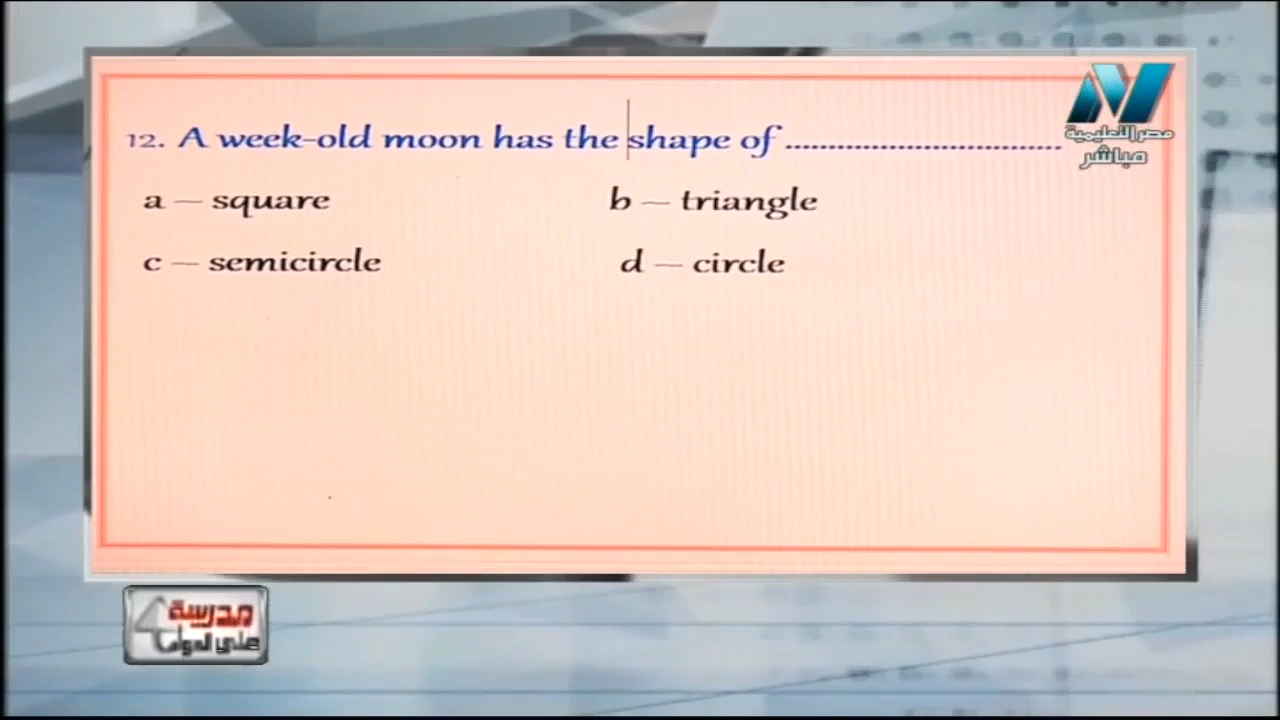 12. A week-old moon has the shape of ................................
a – square
b – triangle
c – semicircle
d – circle
مصر التعليمية
مباشر
مدرسة
على الهواء